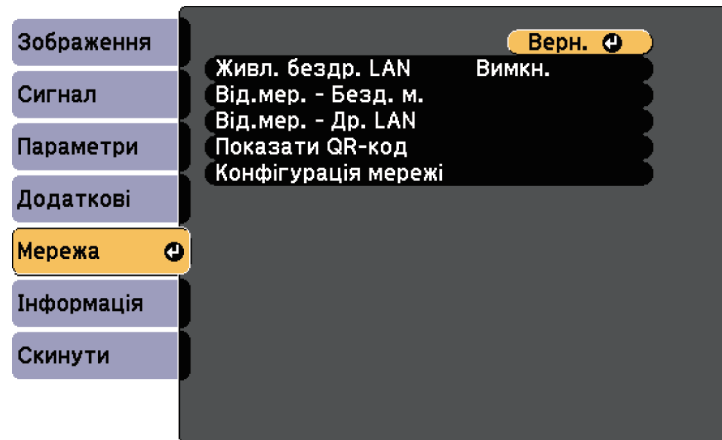 Зображення
Сигнал
Параметри
Додаткові
Мережа
Інформація
Скинути
Верн.
Живл. бездр. LAN Вимкн.
Від.мер. - Безд. м.
Від.мер. - Др. LAN
Показати QR-код
Конфігурація мережі